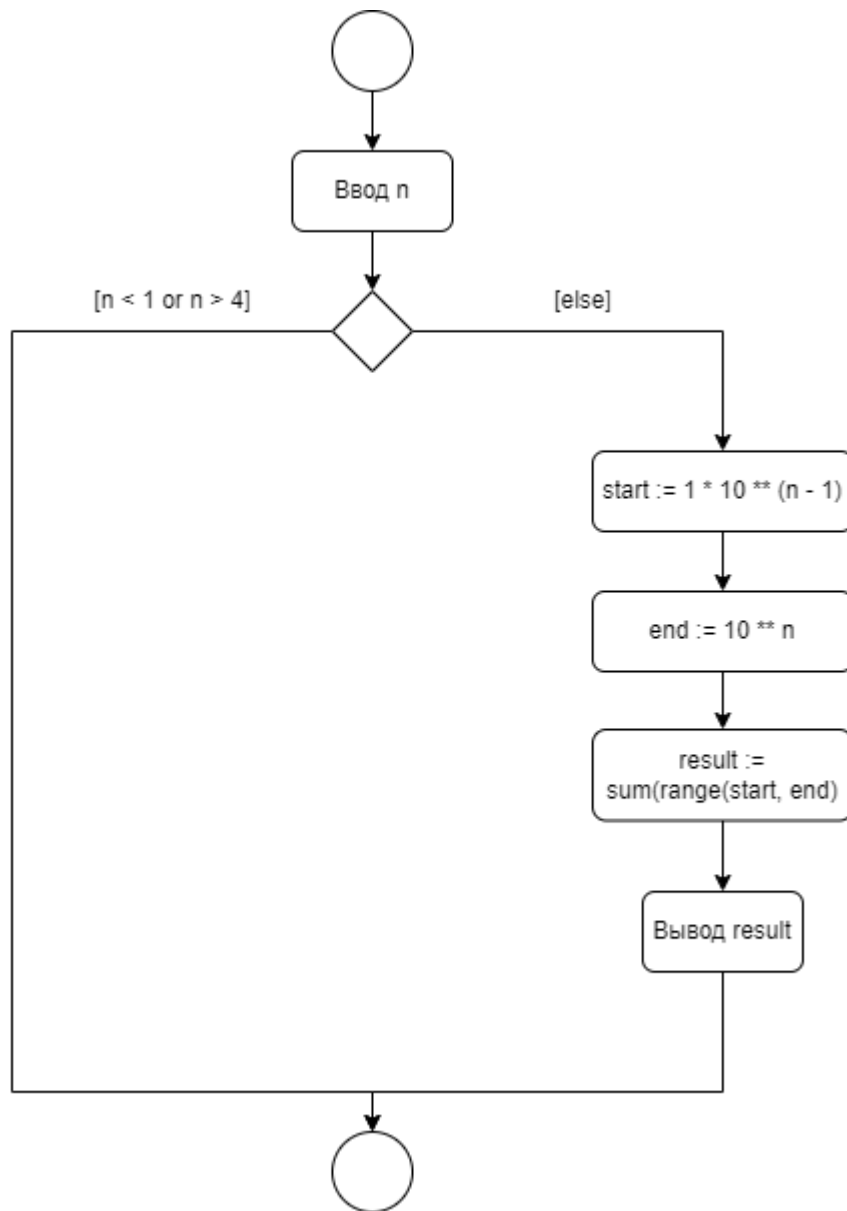 Ввод n
[n < 1 or n > 4]
[else]
start := 1 * 10 ** (n - 1)
end := 10 ** n
result :=
sum(range(start, end)
Вывод result